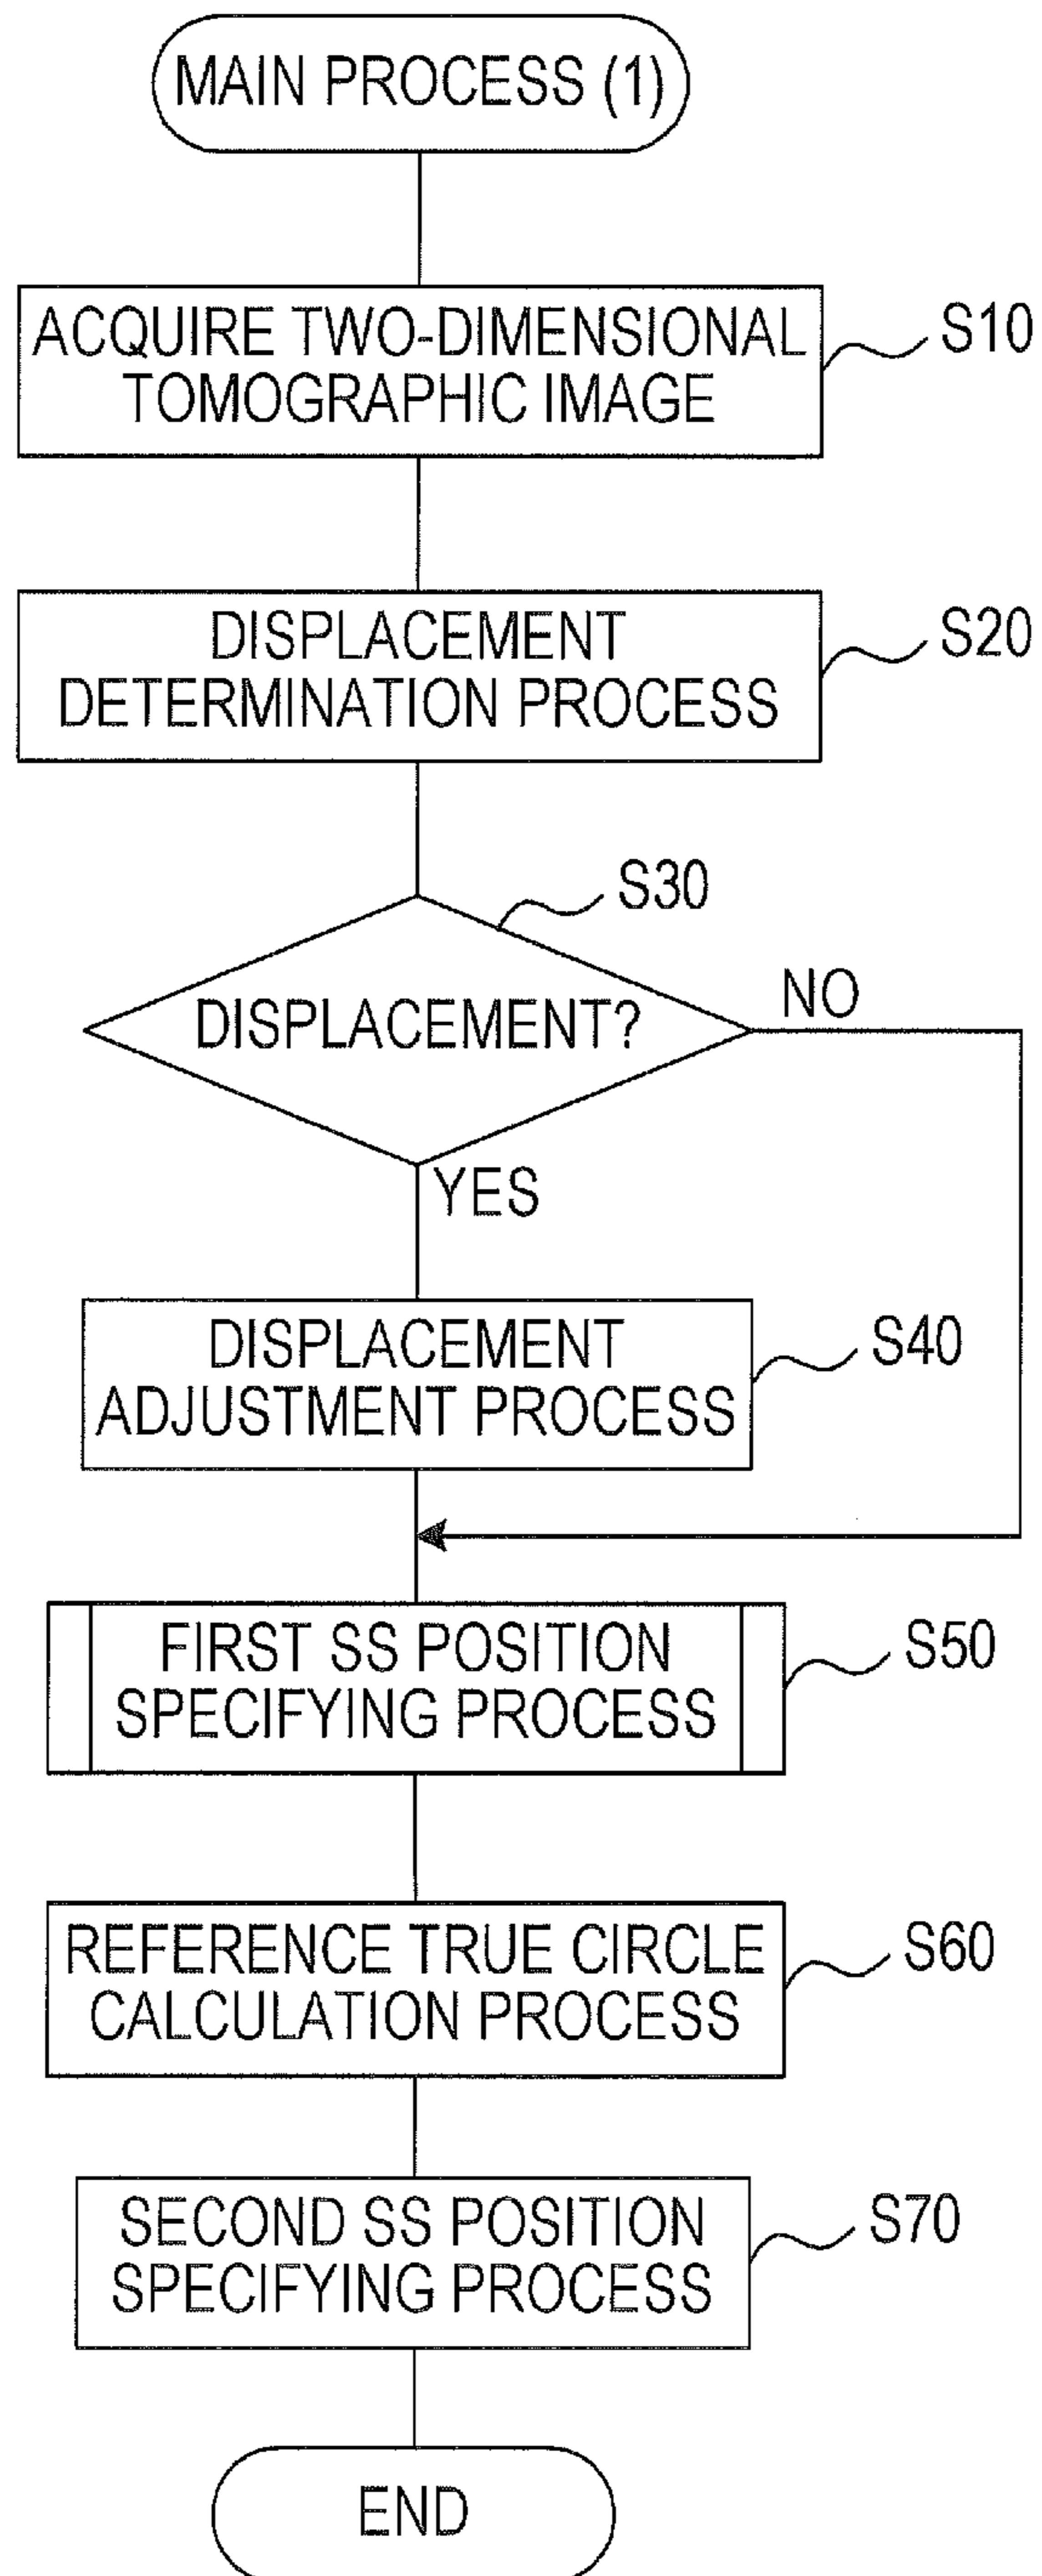 MAIN PROCESS (1)
ACQUIRE TWO-DIMENSIONAL
TOMOGRAPHIC IMAGE
S10
DISPLACEMENT
DETERMINATION PROCESS
S20
S30
DISPLACEMENT?
NO
YES
DISPLACEMENT
ADJUSTMENT PROCESS
S40
FIRST SS POSITION
SPECIFYING PROCESS
S50
REFERENCE TRUE CIRCLE
CALCULATION PROCESS
S60
SECOND SS POSITION
SPECIFYING PROCESS
S70
END